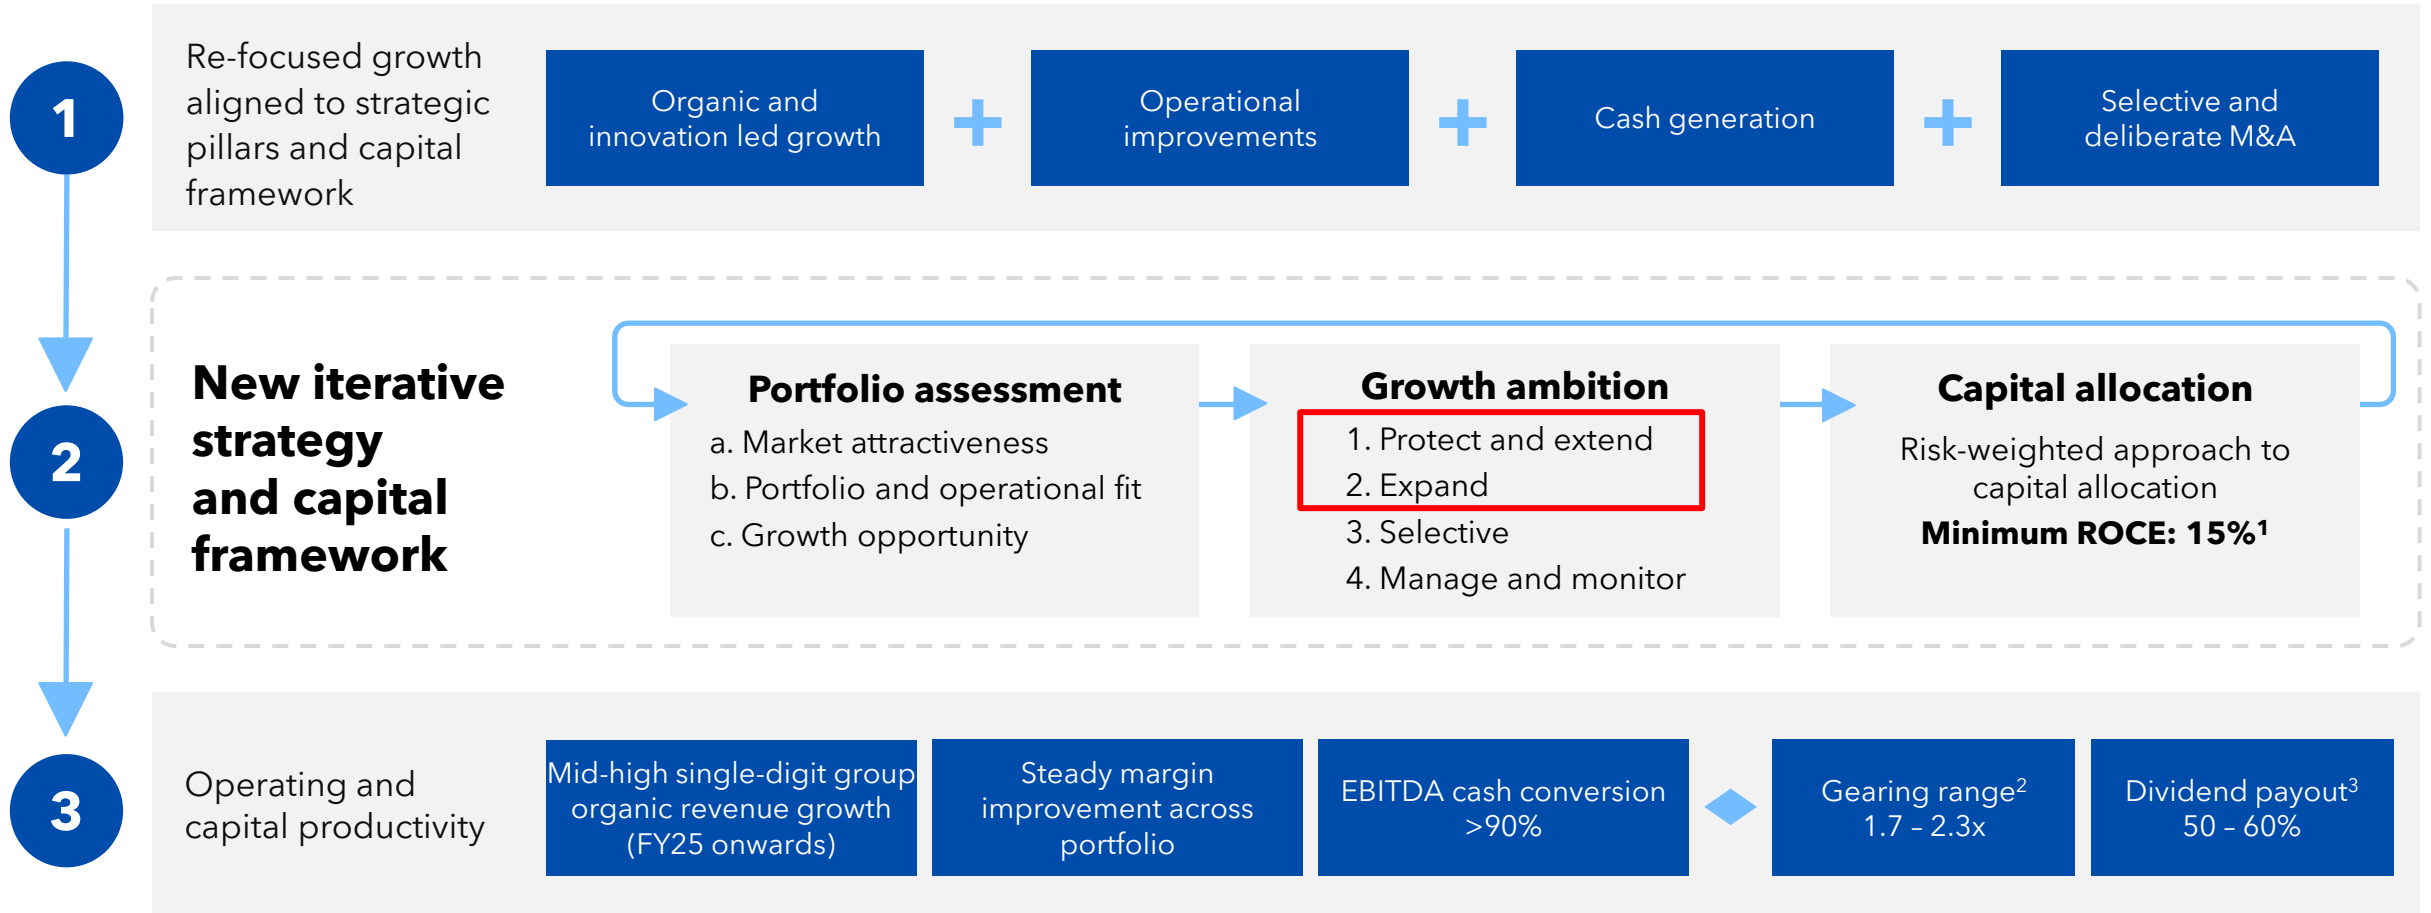 1
Re-focused growth
aligned to strategic
pillars and capital
framework
Organic and
innovation led growth
Operational
improvements
Cash generation
Selective and
deliberate M&A
2
New iterative
strategy
and capital
framework
Portfolio assessment
a. Market attractiveness
b. Portfolio and operational fit
c. Growth opportunity
Growth ambition
1. Protect and extend
2. Expand
3. Selective
4. Manage and monitor
Capital allocation
Risk-weighted approach to
capital allocation
Minimum ROCE: 15%¹
3
Operating and
capital productivity
Mid-high single-digit group
organic revenue growth
(FY25 onwards)
Steady margin
improvement across
portfolio
EBITDA cash conversion
>90%
Gearing range²
1.7 – 2.3x
Dividend payout³
50 – 60%